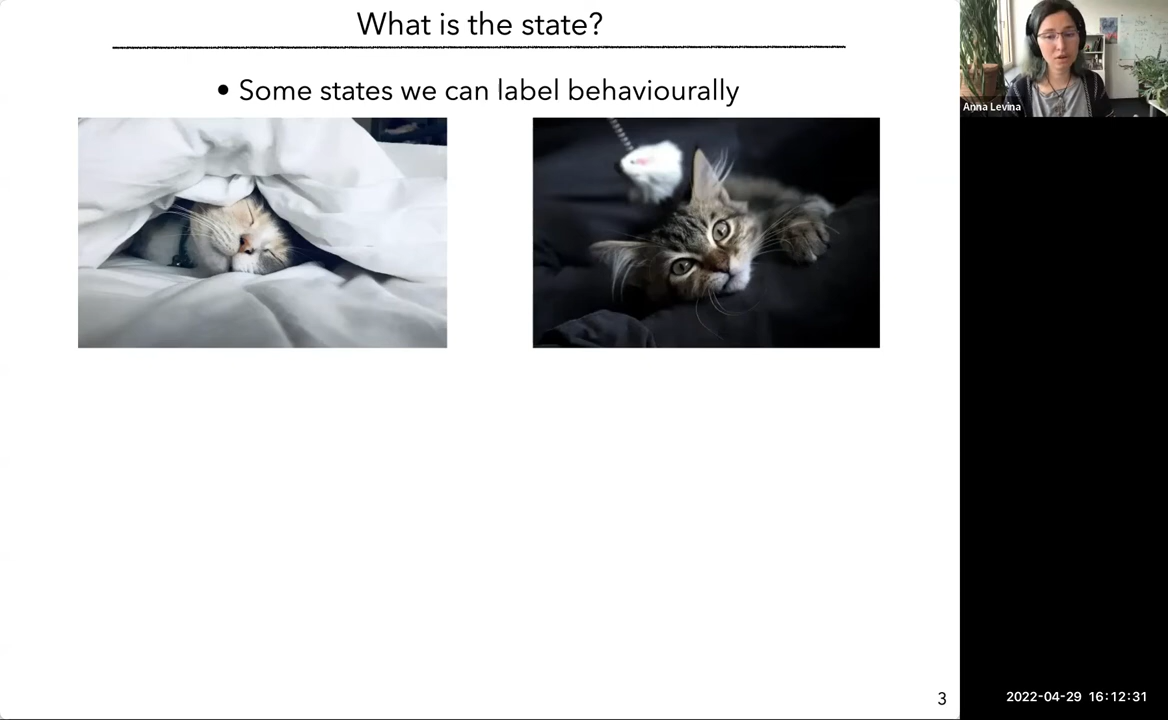 What is the state?
• Some states we can label behaviourally
Anna Levina
3
2022-04-29 16:12:31